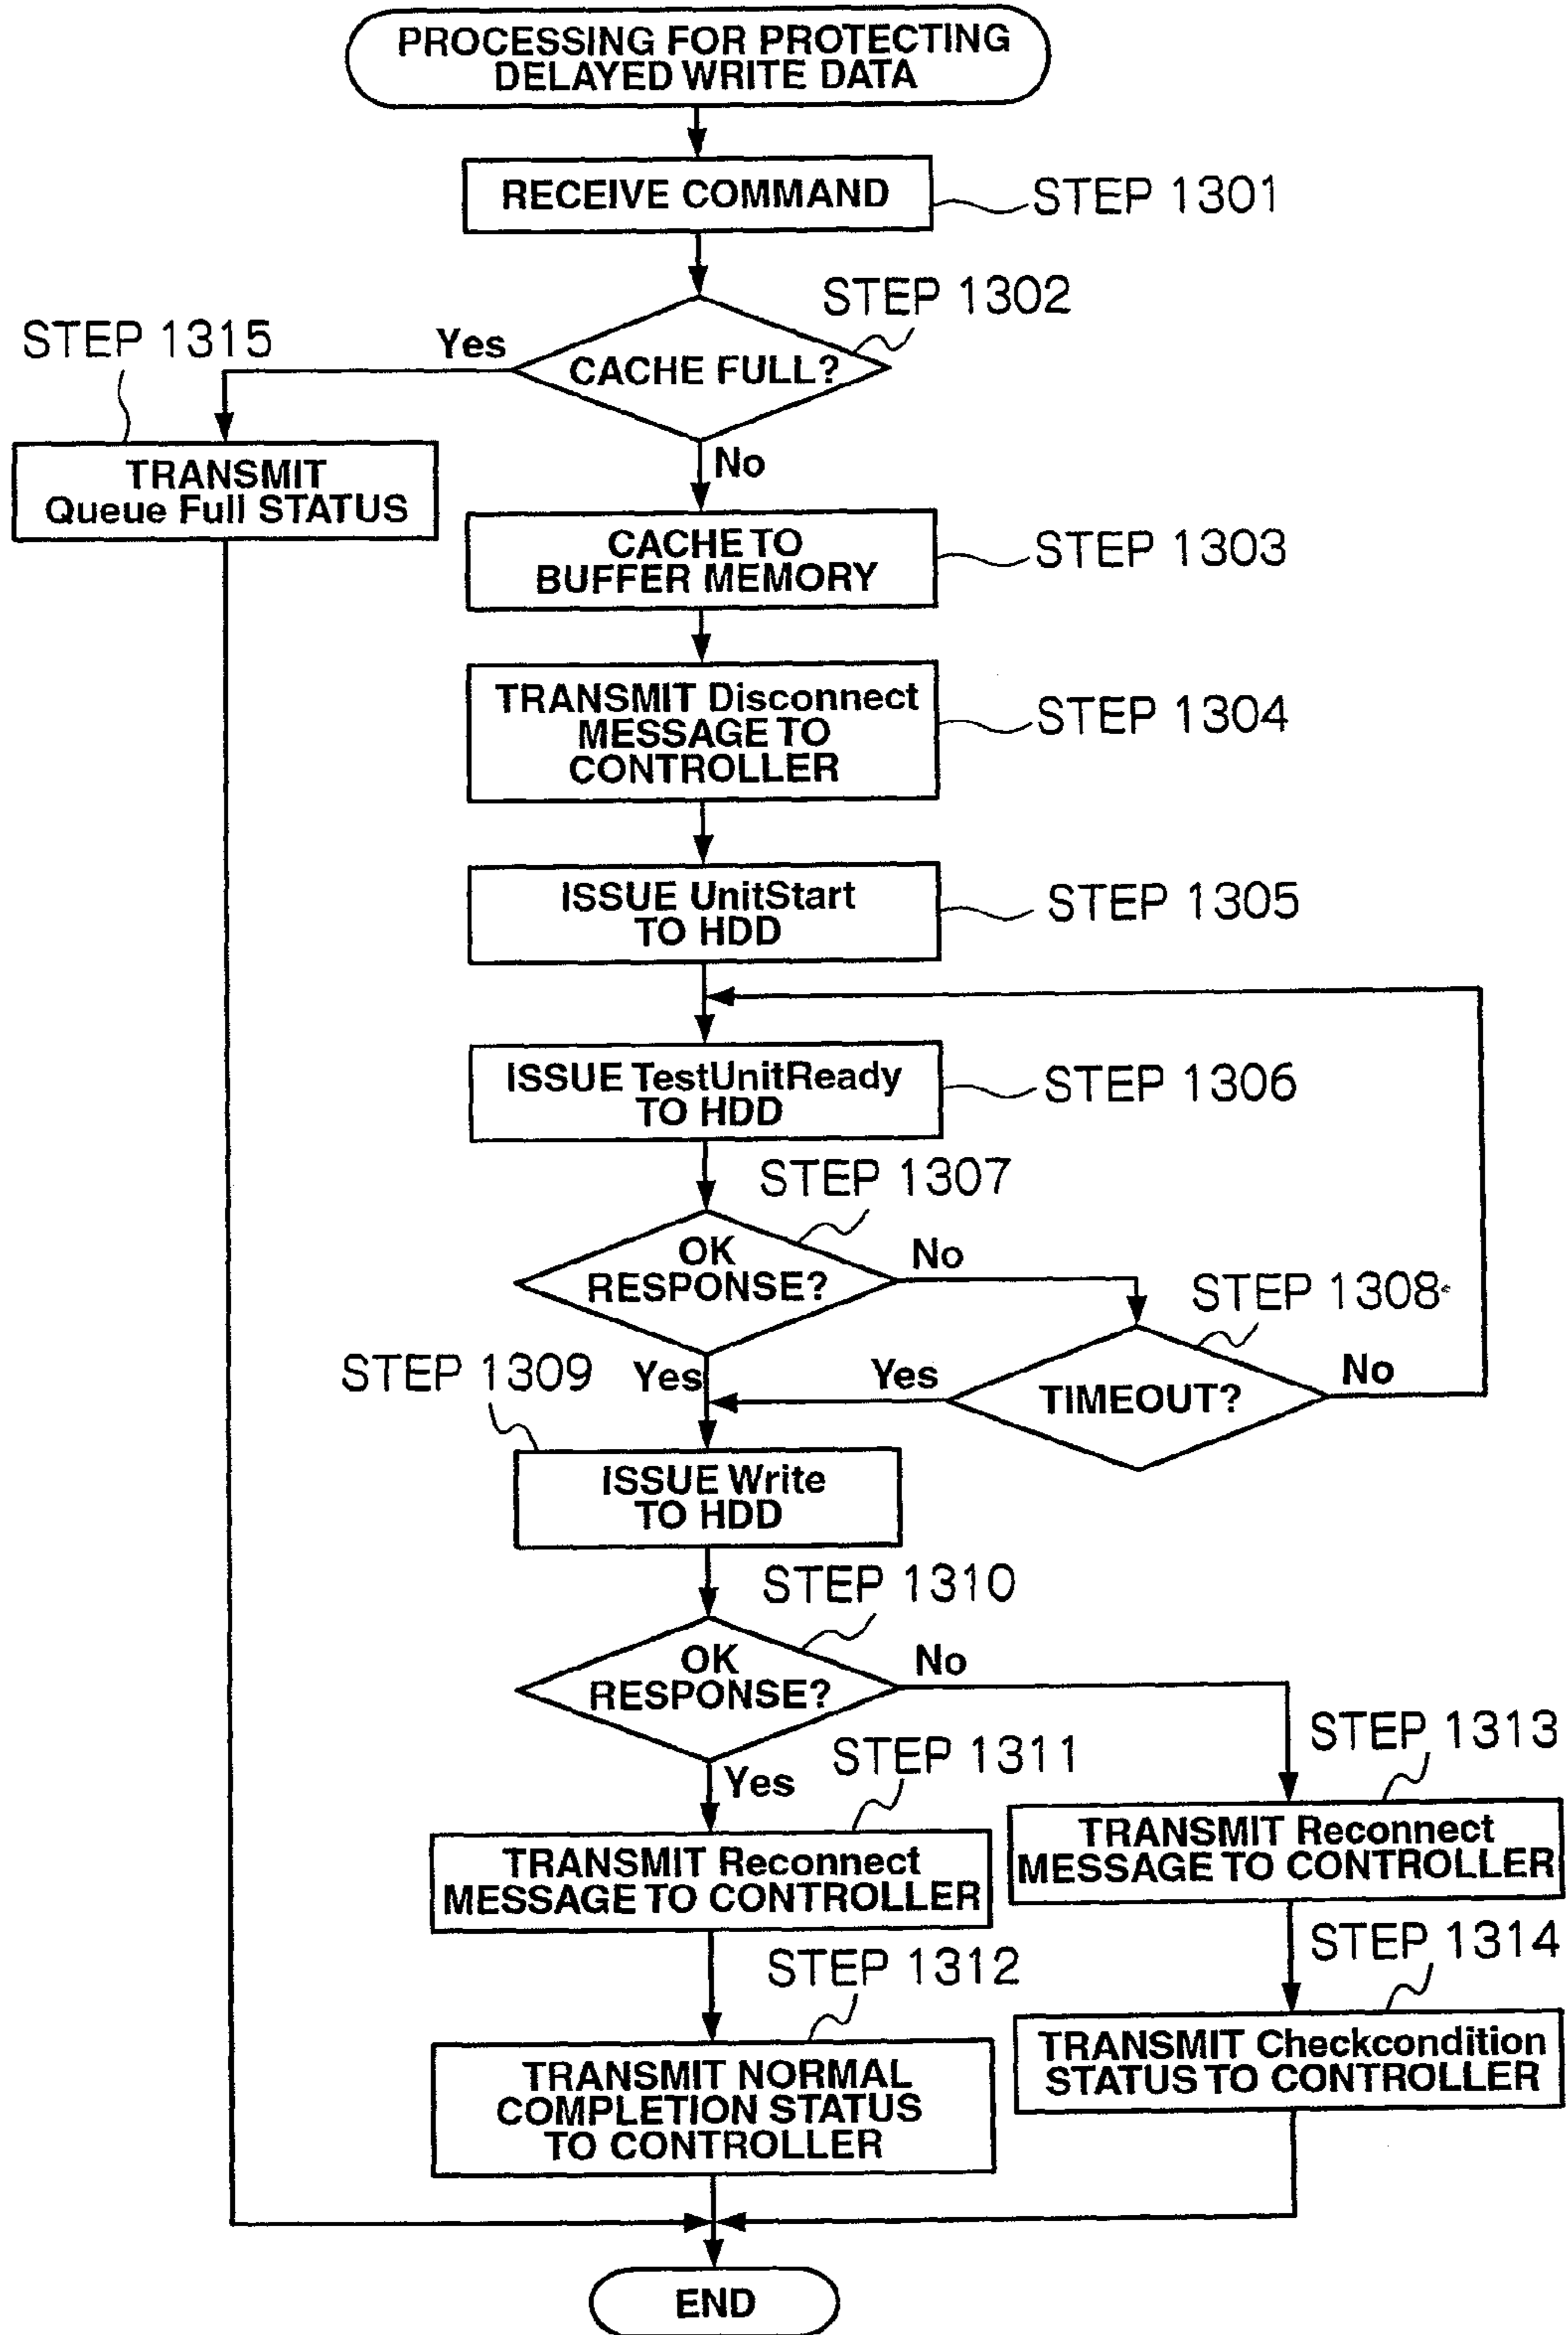 PROCESSING FOR PROTECTING
DELAYED WRITE DATA
RECEIVE COMMAND
STEP 1301
STEP 1302
STEP 1315
Yes
CACHE FULL?
No
TRANSMIT
Queue Full STATUS
CACHE TO
BUFFER MEMORY
STEP 1303
TRANSMIT Disconnect
MESSAGE TO
CONTROLLER
STEP 1304
ISSUE UnitStart
TO HDD
STEP 1305
ISSUE TestUnitReady
TO HDD
STEP 1306
STEP 1307
OK
RESPONSE?
No
STEP 1308
STEP 1309
Yes
Yes
TIMEOUT?
No
ISSUE Write
TO HDD
STEP 1310
OK
RESPONSE?
No
STEP 1313
STEP 1311
Yes
TRANSMIT Reconnect
MESSAGE TO CONTROLLER
TRANSMIT Reconnect
MESSAGE TO CONTROLLER
STEP 1314
STEP 1312
TRANSMIT Checkcondition
STATUS TO CONTROLLER
TRANSMIT NORMAL
COMPLETION STATUS
TO CONTROLLER
END